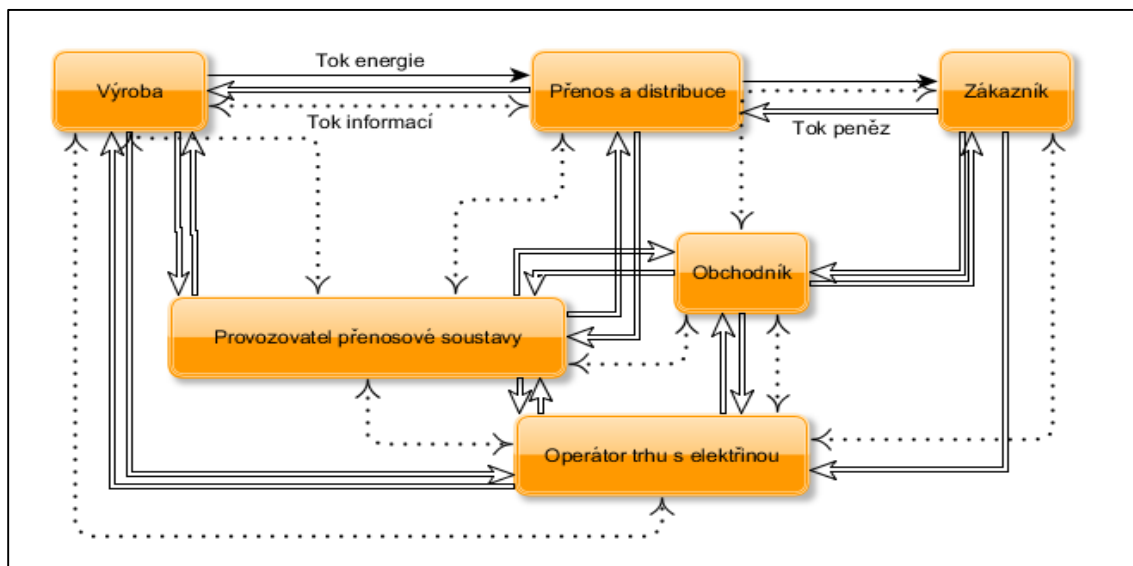 Tok energie
Výroba
Přenos a distribuce
Zákazník
Tok informací
Tok peněz
Obchodník
Provozovatel přenosové soustavy
Operátor trhu s elektřinou